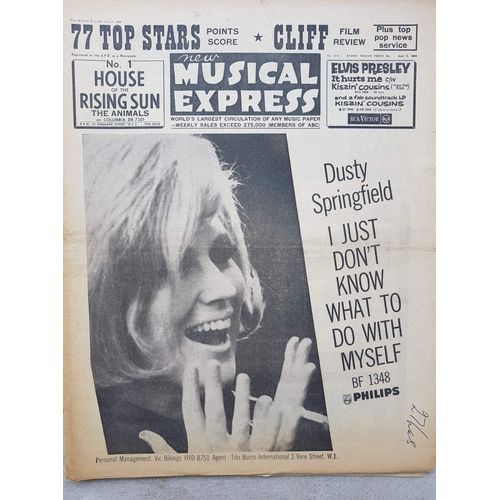 77 TOP STARS POINTS SCORE ★ CLIFF FILM REVIEW
Plus top pop news service
No. 1
HOUSE
OF THE
RISING SUN
THE ANIMALS
on COLUMBIA DB 7301
new
MUSICAL
EXPRESS
WORLD'S LARGEST CIRCULATION OF ANY MUSIC PAPER
—WEEKLY SALES EXCEED 275,000 (MEMBERS OF ABC)
ELVIS PRESLEY
It hurts me c/w
Kiszin' cousins
and a fab soundtrack LP
KISSIN' COUSINS
RCA VICTOR
Dusty
Springfield
I JUST
DON'T
KNOW
WHAT TO
DO WITH
MYSELF
BF 1348
PHILIPS
Personal Management: Vic Billings HYD 8751 Agent: Tito Burns International 3 Vere Street, W.1.